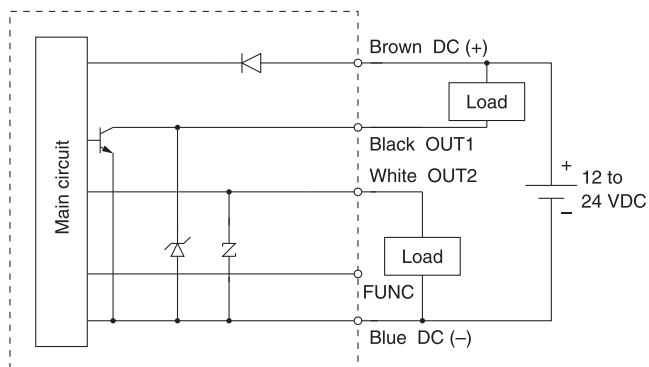 Brown DC (+)
Load
Black OUT1
White OUT2
Main circuit
+
12 to
24 VDC
–
Load
FUNC
Blue DC (–)